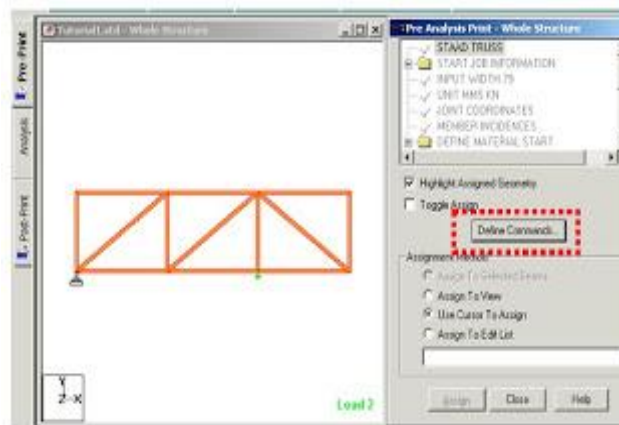 Tutorial.std - Whole Structure
Pre-Print
Analysis
Post-Print
Load 2
Y
Z-X
Pre Analysis Print - Whole Structure
STAAD TRUSS
START JOB INFORMATION
INPUT WIDTH 79
UNIT MMS KN
JOINT COORDINATES
MEMBER INCIDENCES
DEFINE MATERIAL START
Highlight Assigned Geometry
Toggle Assign
Define Commands...
Assignment Method
Assign To Selected Beams
Assign To View
Use Cursor To Assign
Assign To Edit List
Assign
Close
Help